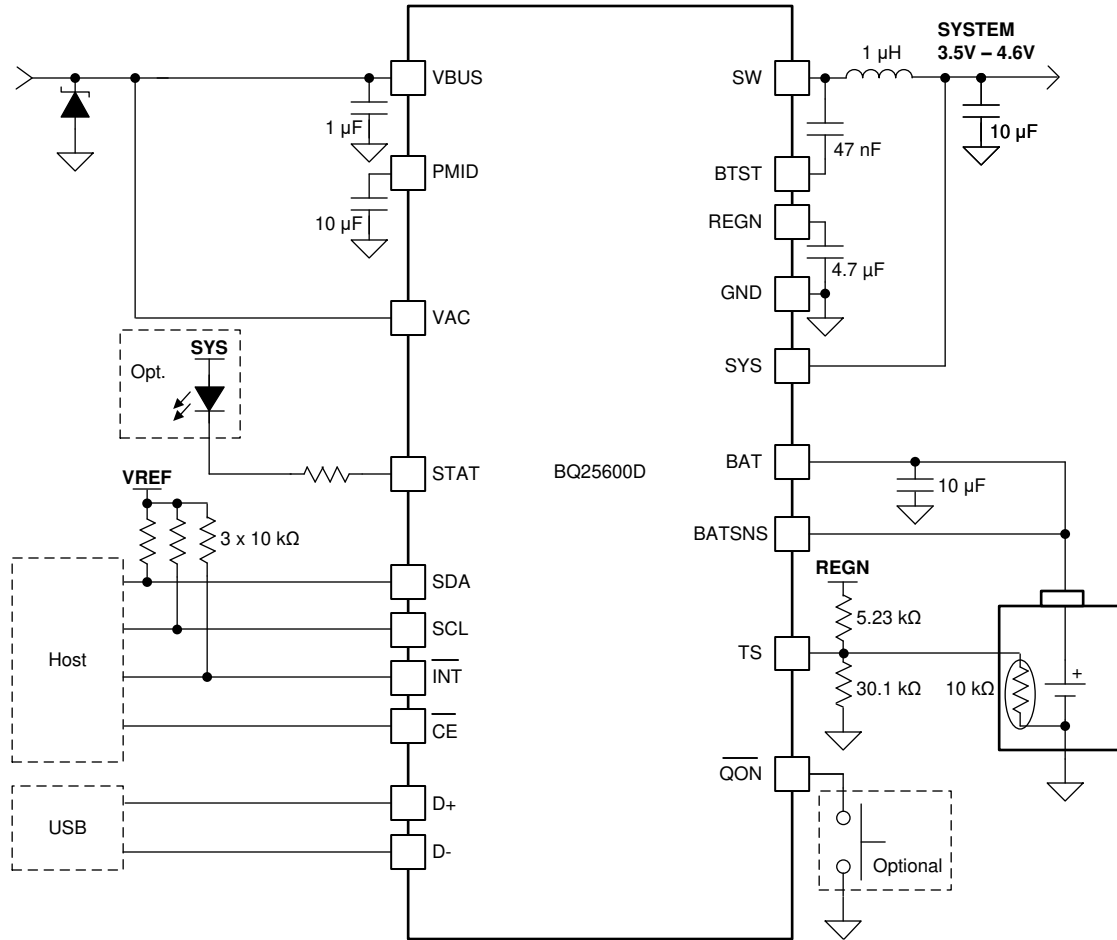 SYSTEM
3.5V – 4.6V
VBUS
SW
1 µH
1 µF
10 µF
47 nF
PMID
BTST
10 µF
REGN
4.7 µF
GND
VAC
SYS
Opt.
SYS
STAT
BQ25600D
BAT
VREF
10 µF
3 x 10 kΩ
BATSNS
REGN
SDA
5.23 kΩ
SCL
Host
TS
INT
30.1 kΩ
10 kΩ
+
CE
QON
D+
USB
D-
Optional